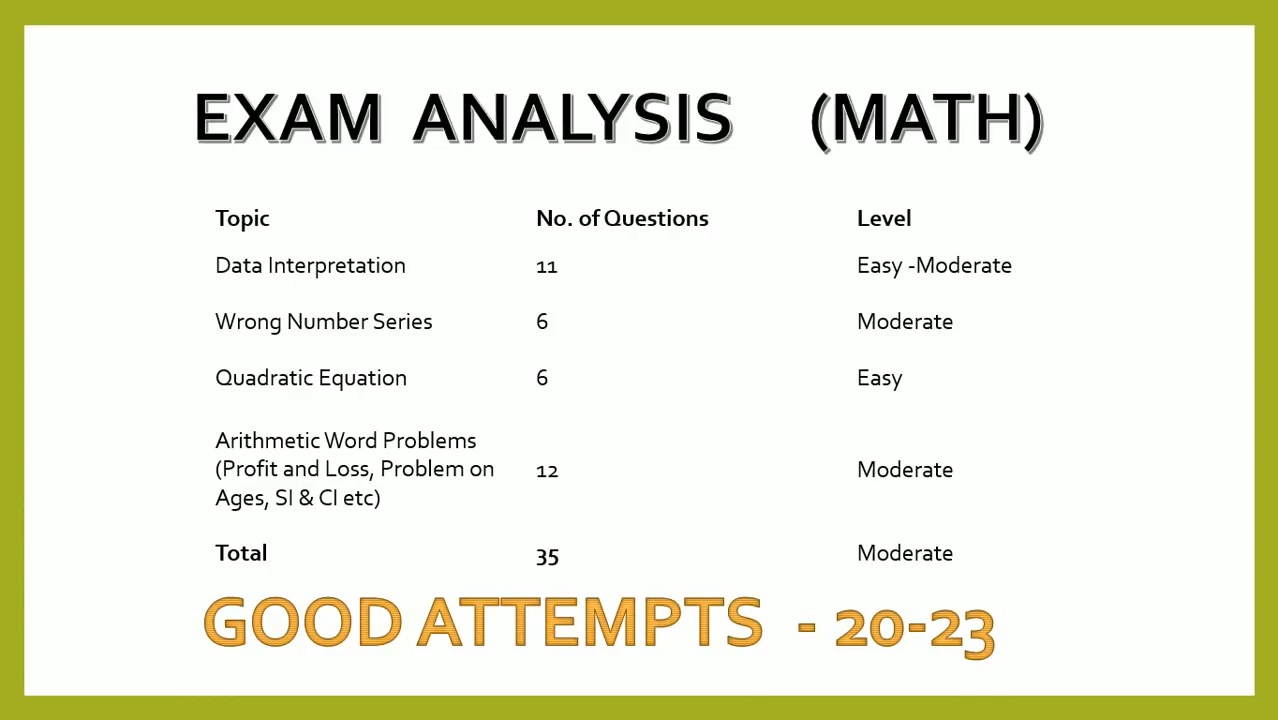 EXAM ANALYSIS (MATH)
Topic No. of Questions Level
Data Interpretation 11 Easy -Moderate
Wrong Number Series 6 Moderate
Quadratic Equation 6 Easy
Arithmetic Word Problems
(Profit and Loss, Problem on 12 Moderate
Ages, SI & CI etc)
Total 35 Moderate
GOOD ATTEMPTS - 20-23